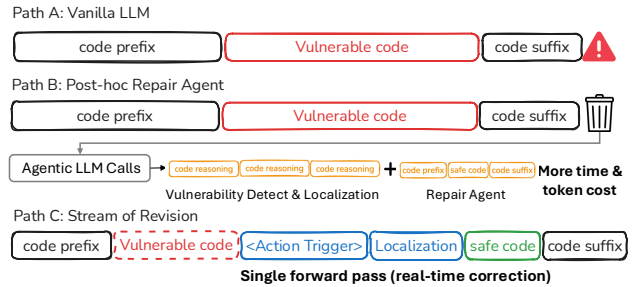 Path A: Vanilla LLM
code prefix Vulnerable code code suffix
Path B: Post-hoc Repair Agent
code prefix Vulnerable code code suffix
Agentic LLM Calls code reasoning code reasoning code reasoning + code prefix safe code code suffix More time &
token cost
Vulnerability Detect & Localization Repair Agent
Path C: Stream of Revision
code prefix Vulnerable code <Action Trigger> Localization safe code code suffix
Single forward pass (real-time correction)